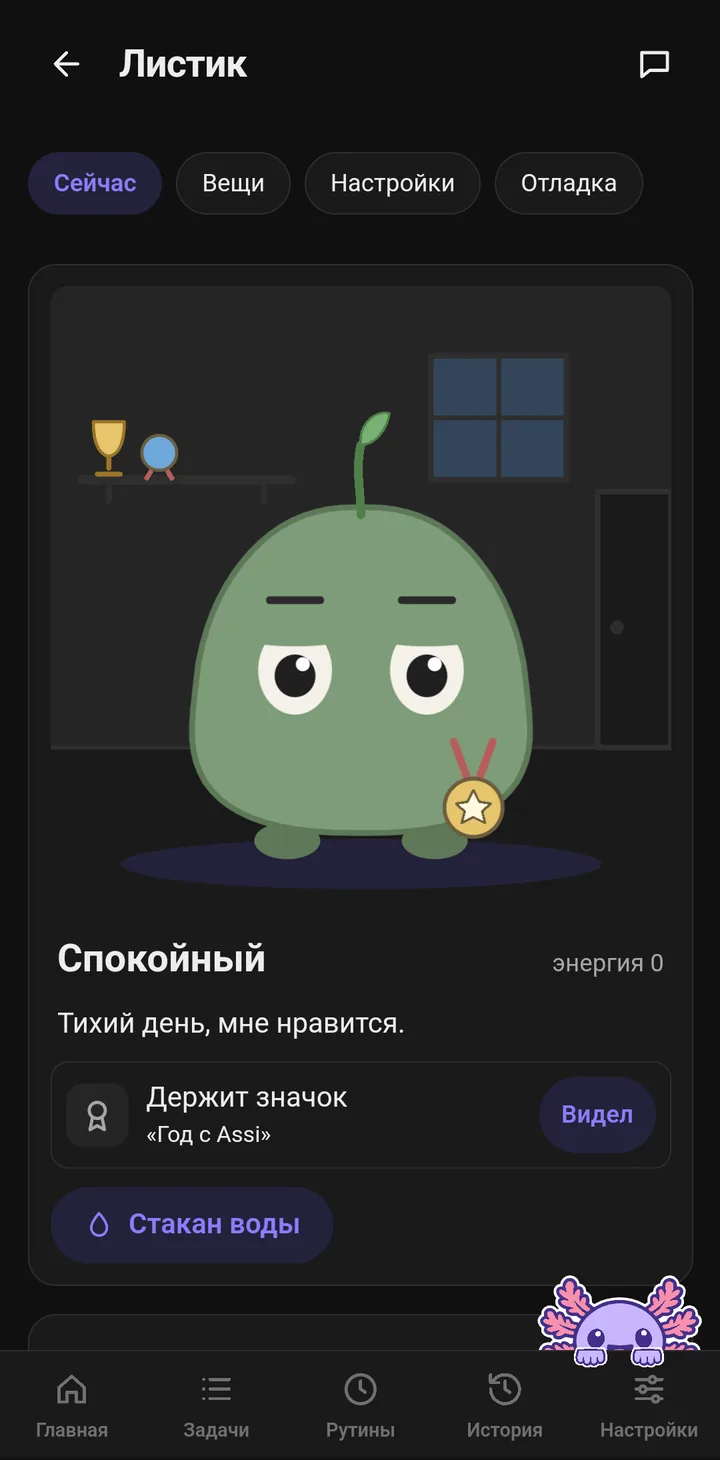 Листик
Сейчас
Вещи
Настройки
Отладка
Спокойный
энергия 0
Тихий день, мне нравится.
Держит значок
«Год с Assi»
Видел
Стакан воды
Главная
Задачи
Рутины
История
Настройки